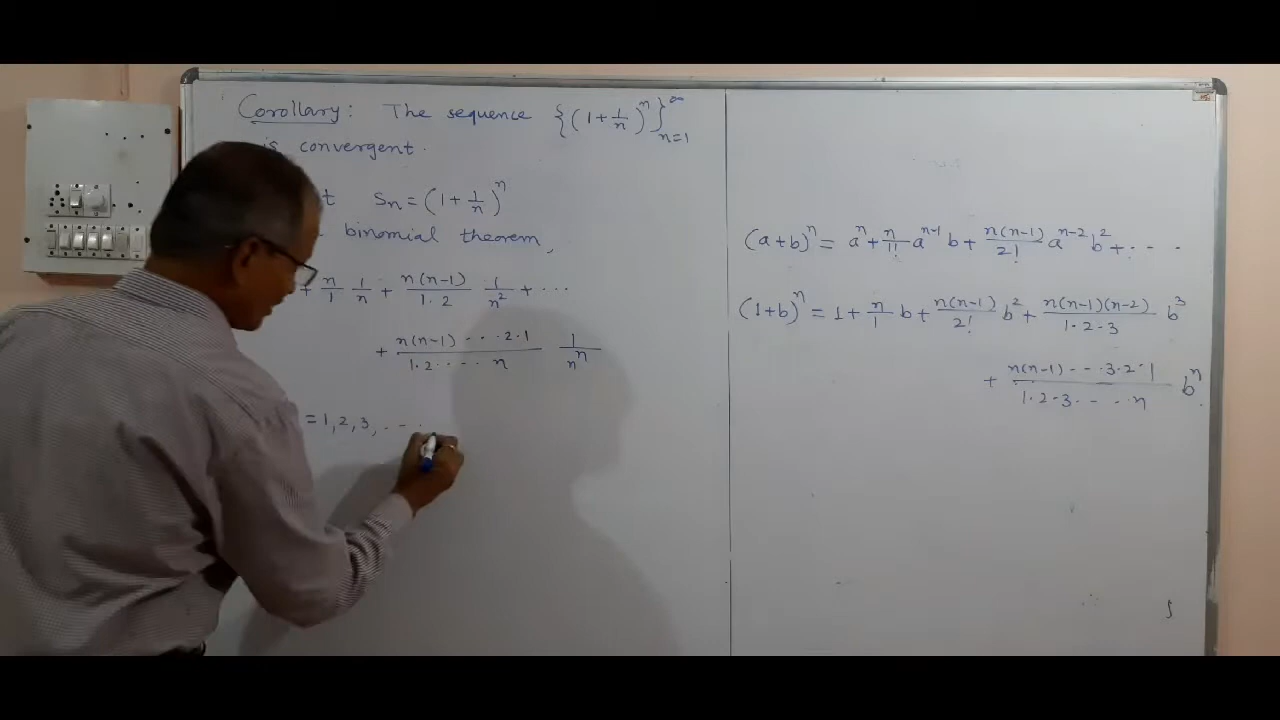 Corollary: The sequence {(1+1/n)^n}_{n=1}^∞
is convergent.
t Sn = (1+1/n)^n
binomial theorem,
+ n/1 1/n + n(n-1)/1·2 1/n^2 + ...
+ n(n-1)·...2·1/1·2·...n 1/n^n
= 1,2,3,...
(a+b)^n = a^n + n/1! a^{n-1} b + n(n-1)/2! a^{n-2} b^2 + ...
(1+b)^n = 1 + n/1 b + n(n-1)/2! b^2 + n(n-1)(n-2)/1·2·3 b^3
+ n(n-1)--·3·2·1/1·2·3·-··n b^n.